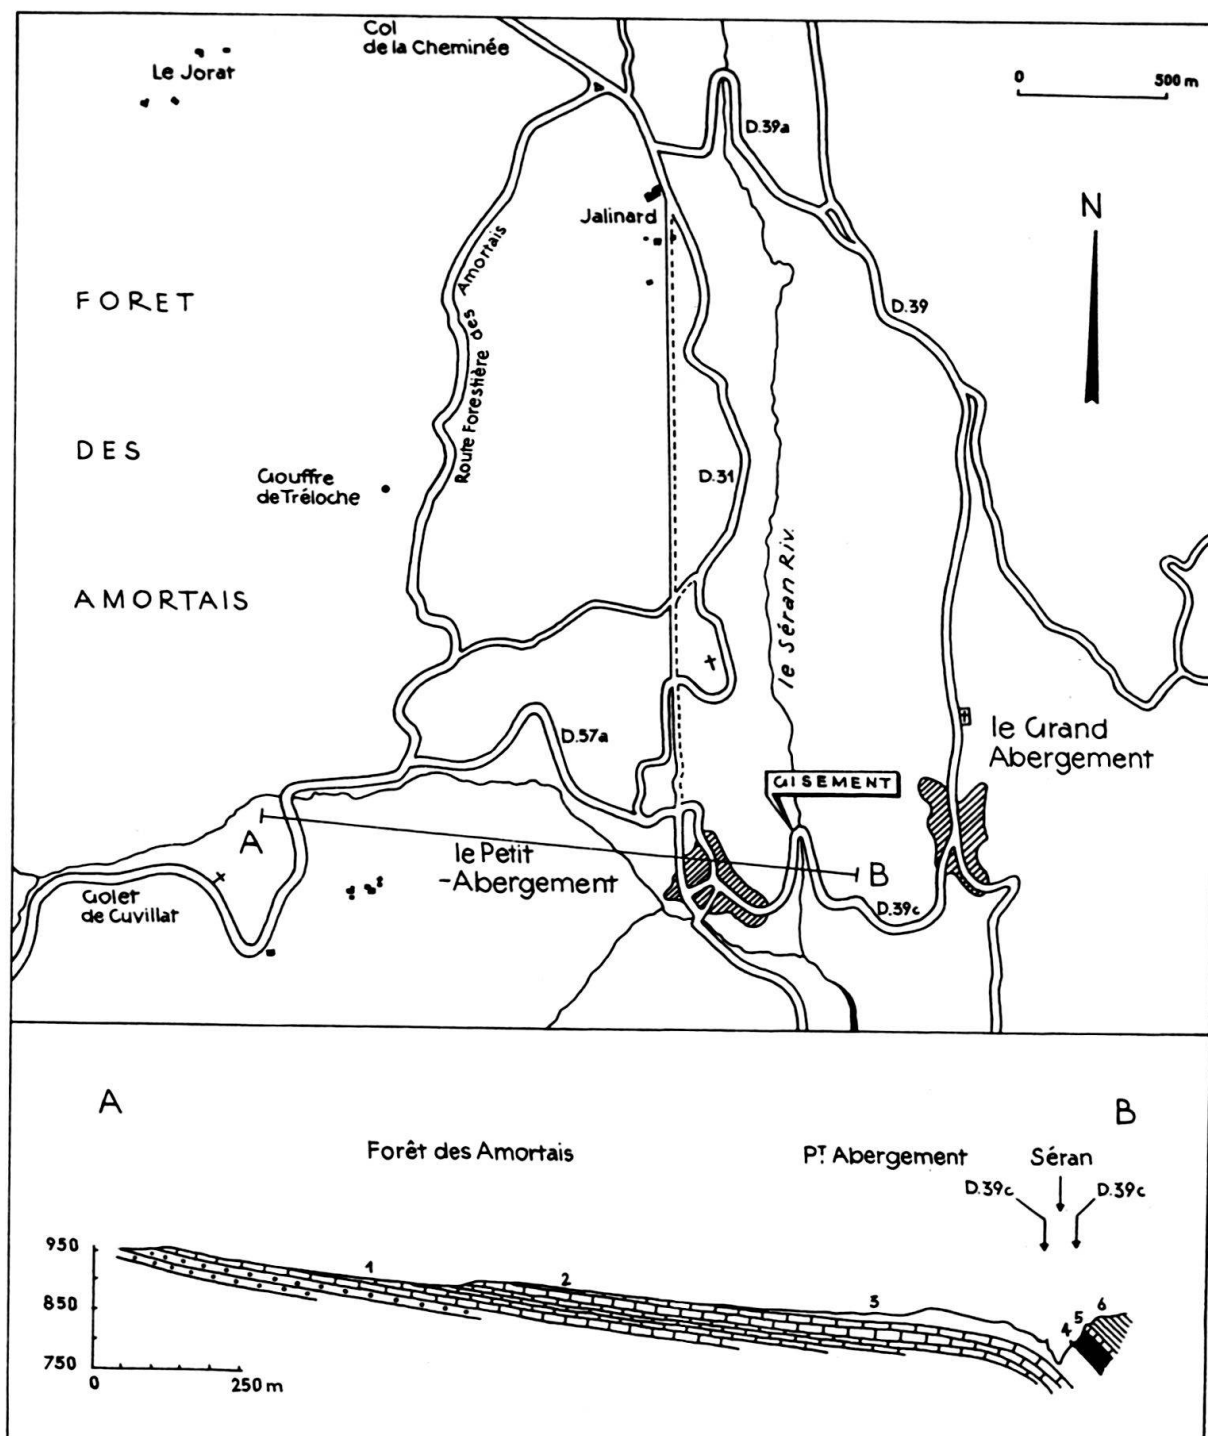 Col
de la Cheminée
Le Jorat
0 500 m
D.39a
N
Jalinard
Route Forestière des Amortais
FORET
D.39
DES
D.31
Gouffre
de Tréloche
AMORTAIS
le Séran Riv.
le Grand
Abergement
D.57a
GISEMENT
A
le Petit
-Abergement
B
Golet
de Cuvillat
D.39c
A
B
Forêt des Amortais
PT Abergement
Séran
D.39c
D.39c
950
850
750
1
2
3
4
5
6
0 250 m